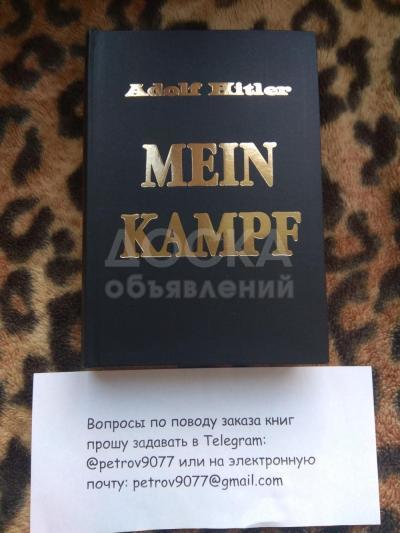 Adolf Hitler
MEIN
KAMPF
ДОСКА
объявлений
Вопросы по поводу заказа книг
прошу задавать в Telegram:
@petrov9077 или на электронную
почту: petrov9077@gmail.com